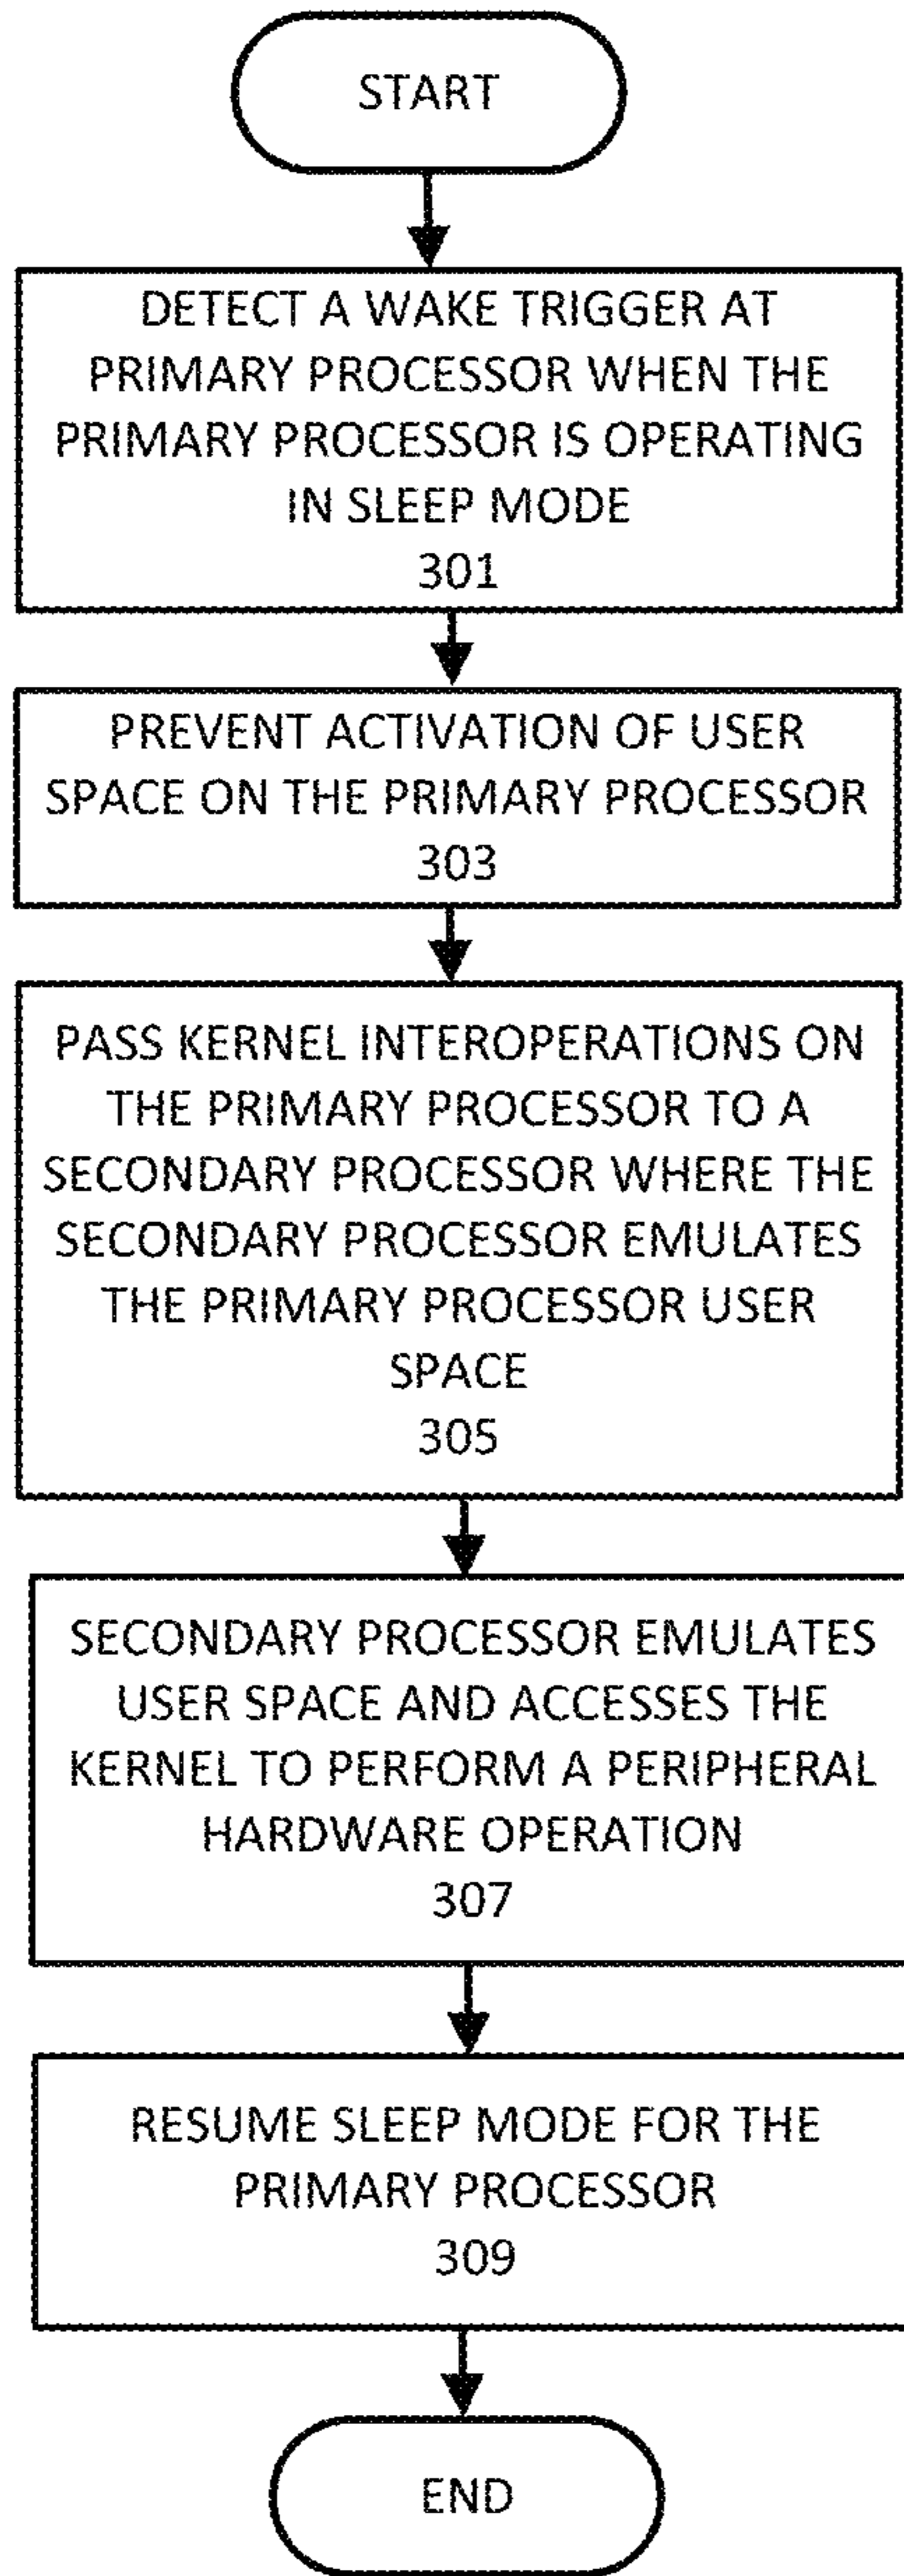 START
DETECT A WAKE TRIGGER AT
PRIMARY PROCESSOR WHEN THE
PRIMARY PROCESSOR IS OPERATING
IN SLEEP MODE
301
PREVENT ACTIVATION OF USER
SPACE ON THE PRIMARY PROCESSOR
303
PASS KERNEL INTEROPERATIONS ON
THE PRIMARY PROCESSOR TO A
SECONDARY PROCESSOR WHERE THE
SECONDARY PROCESSOR EMULATES
THE PRIMARY PROCESSOR USER
SPACE
305
SECONDARY PROCESSOR EMULATES
USER SPACE AND ACCESSES THE
KERNEL TO PERFORM A PERIPHERAL
HARDWARE OPERATION
307
RESUME SLEEP MODE FOR THE
PRIMARY PROCESSOR
309
END